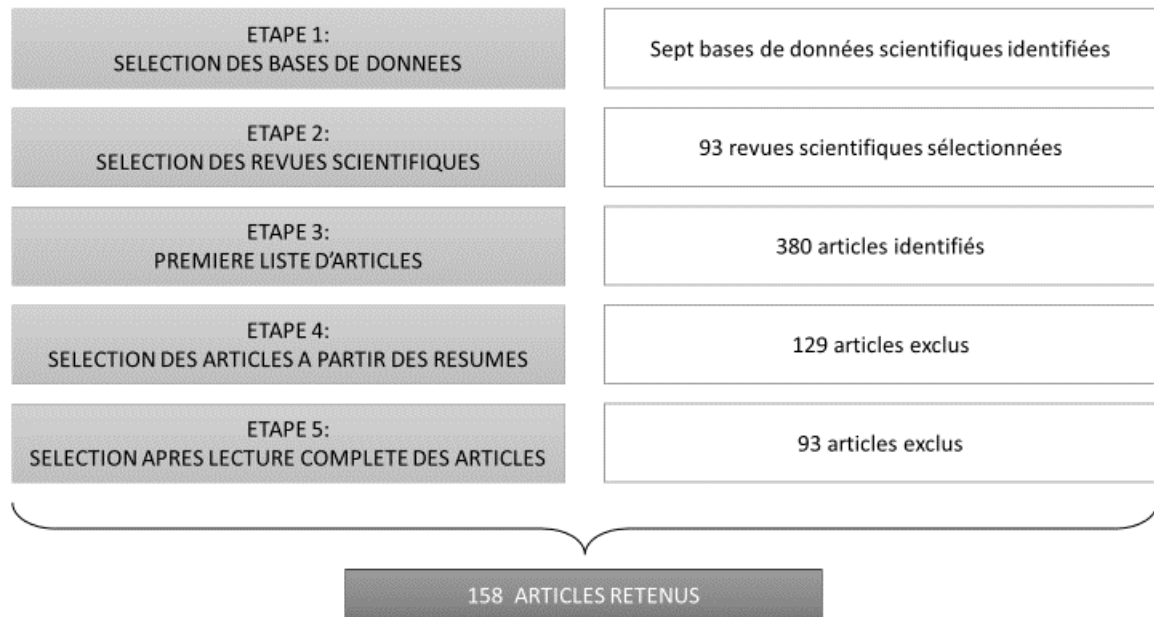 ETAPE 1:
SELECTION DES BASES DE DONNEES
Sept bases de données scientifiques identifiées
ETAPE 2:
SELECTION DES REVUES SCIENTIFIQUES
93 revues scientifiques sélectionnées
ETAPE 3:
PREMIERE LISTE D'ARTICLES
380 articles identifiés
ETAPE 4:
SELECTION DES ARTICLES A PARTIR DES RESUMES
129 articles exclus
ETAPE 5:
SELECTION APRES LECTURE COMPLETE DES ARTICLES
93 articles exclus
158 ARTICLES RETENUS